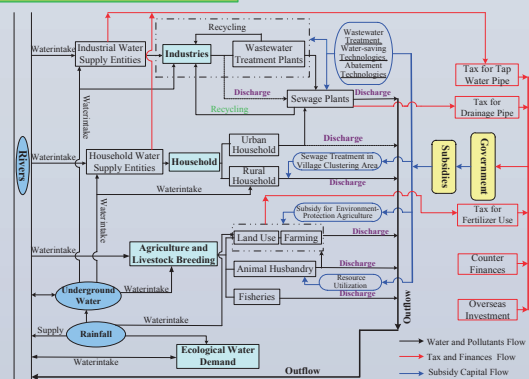 Recycling
Waterintake
Industrial Water
Supply Entities
Industries
Wastewater
Treatment Plants
Wastewater
Treatment
Water-saving
Technologies
Abatement
Technologies
Tax for Tap
Water Pipe
Waterintake
Discharge
Sewage Plants
Discharge
Recycling
Tax for
Drainage Pipe
Rivers
Waterintake
Household Water
Supply Entities
Household
Urban
Household
Discharge
Rural
Household
Sewage Treatment in
Village Clustering Area
Discharge
Waterintake
Subsidies
Government
Water intake
Subsidy for Environment-
Protection Agriculture
Tax for
Fertilizer Use
Waterintake
Agriculture and
Livestock Breeding
Land Use
Farming
Discharge
Animal Husbandry
Discharge
Resource
Utilization
Counter
Finances
Underground
Water
Waterintake
Fisheries
Discharge
Overseas
Investment
Supply
Rainfall
Waterintake
Outflow
Waterintake
Ecological Water
Demand
Outflow
Water and Pollutants Flow
Tax and Finances Flow
Subsidy Capital Flow